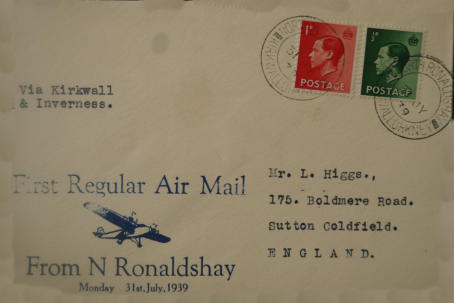 1ᴰ
POSTAGE
½ᴰ
POSTAGE
Via Kirkwall
& Inverness.
First Regular Air Mail
From N Ronaldshay
Monday 31st, July, 1939
Mr. L. Higgs.,
175. Boldmere Road.
Sutton Coldfield.
ENGLAND.